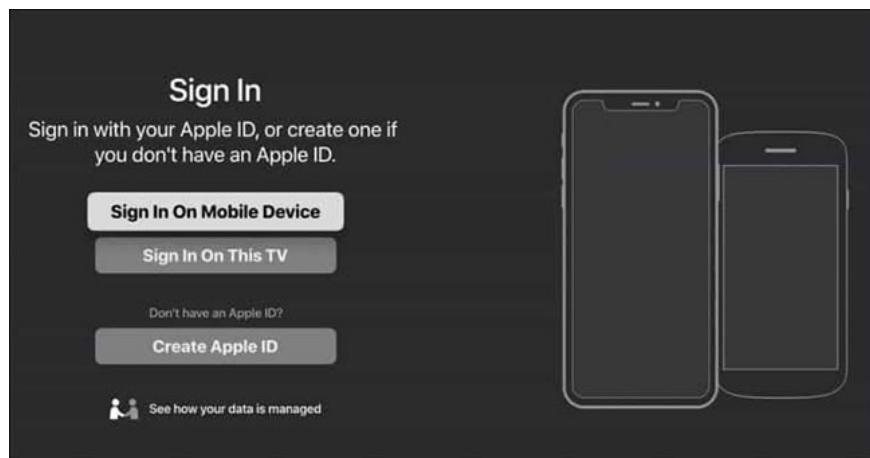 Sign In
Sign in with your Apple ID, or create one if
you don't have an Apple ID.
Sign In On Mobile Device
Sign In On This TV
Don't have an Apple ID?
Create Apple ID
See how your data is managed